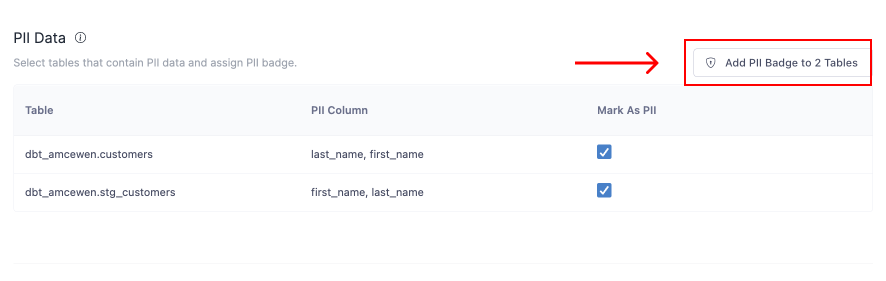 PII Data
Select tables that contain PII data and assign PII badge.
Add PII Badge to 2 Tables
Table PII Column Mark As PII
dbt_amcewen.customers last_name, first_name
dbt_amcewen.stg_customers first_name, last_name